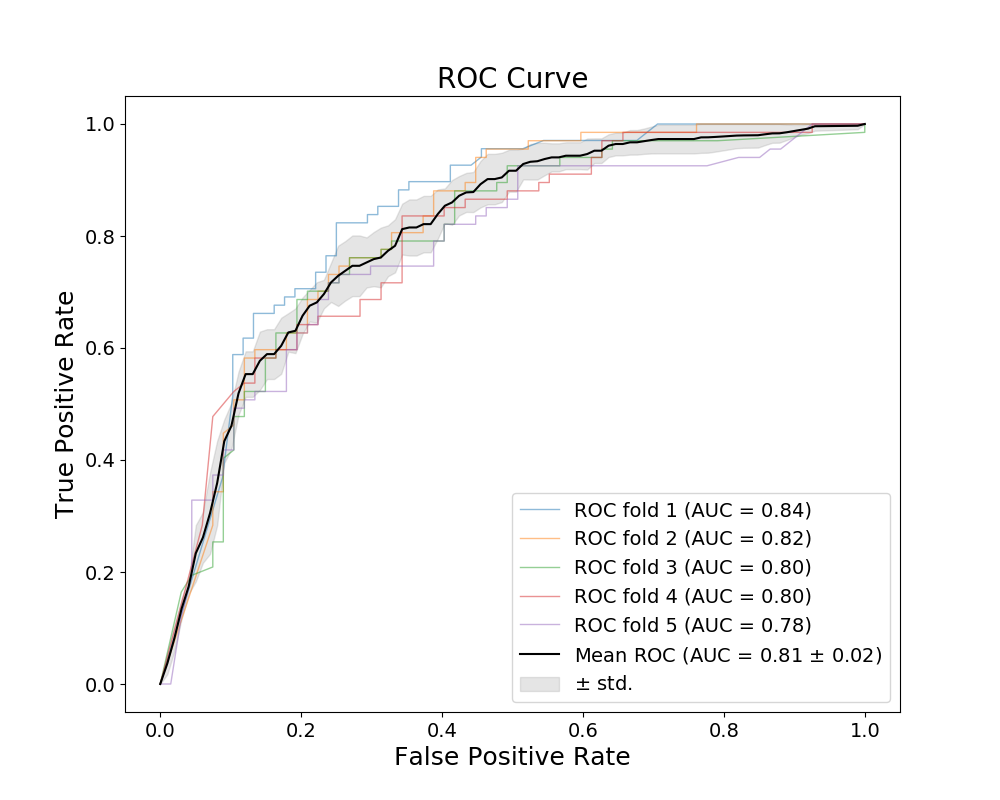 ROC Curve
True Positive Rate
1.0
0.8
0.6
0.4
0.2
0.0
0.0 0.2 0.4 0.6 0.8 1.0
False Positive Rate
ROC fold 1 (AUC = 0.84)
ROC fold 2 (AUC = 0.82)
ROC fold 3 (AUC = 0.80)
ROC fold 4 (AUC = 0.80)
ROC fold 5 (AUC = 0.78)
Mean ROC (AUC = 0.81 ± 0.02)
± std.